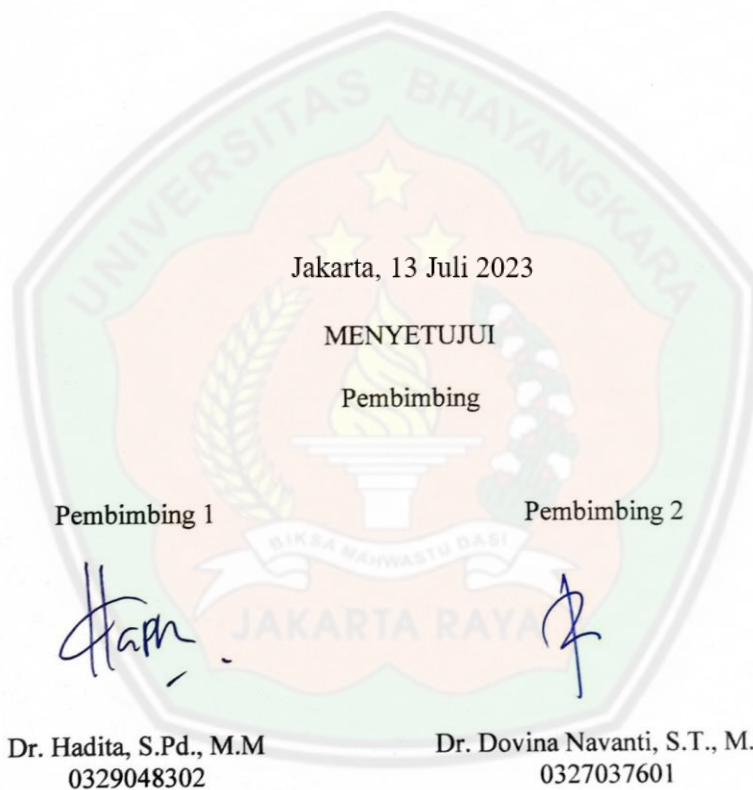 UNIVERSITAS BHAYANGKARA
Jakarta, 13 Juli 2023
MENYETUJUI
Pembimbing
Pembimbing 1 Pembimbing 2
BIKSA MAHWASTU DASI
JAKARTA RAYA
Dr. Hadita, S.Pd., M.M Dr. Dovina Navanti, S.T., M.
0329048302 0327037601